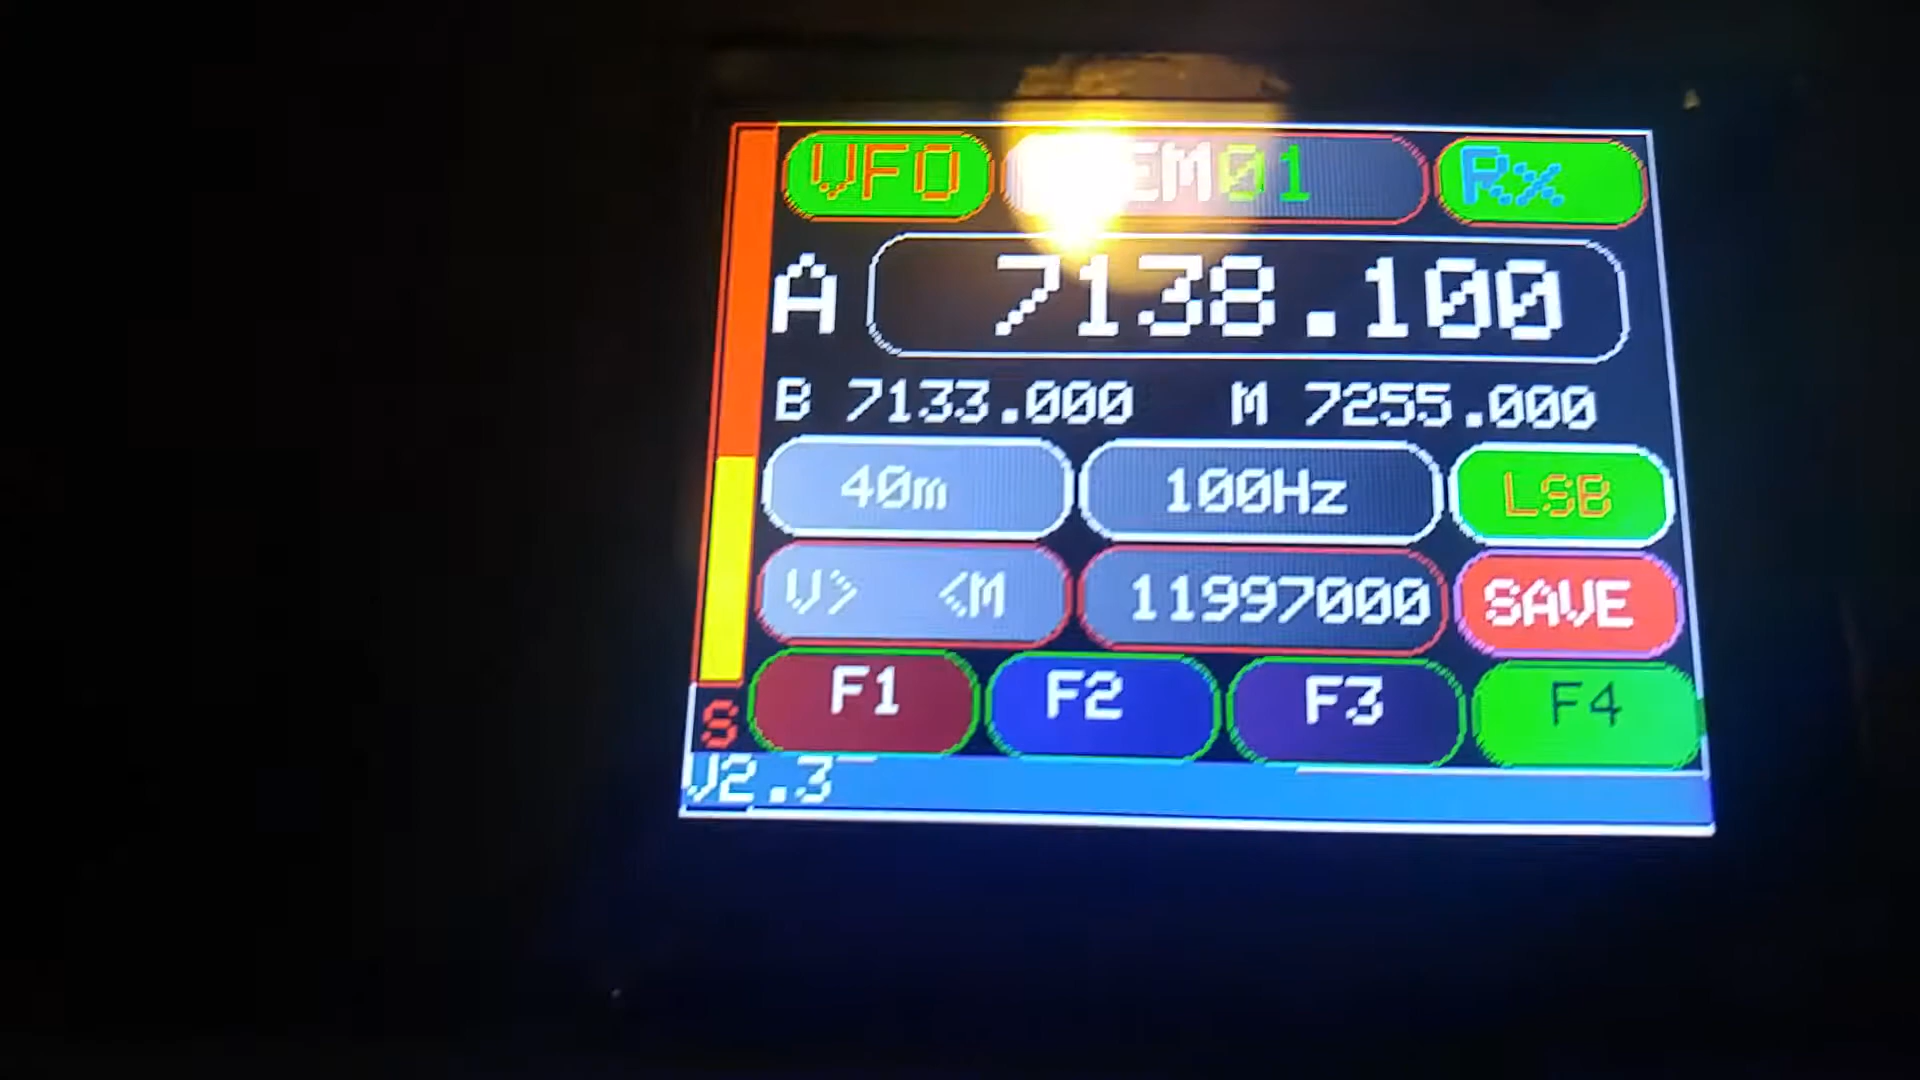 VFO MEM01 Rx
A 7138.100
B 7133.000 M 7255.000
40m 100Hz LSB
V> <M 11997000 SAVE
S F1 F2 F3 F4
V2.3